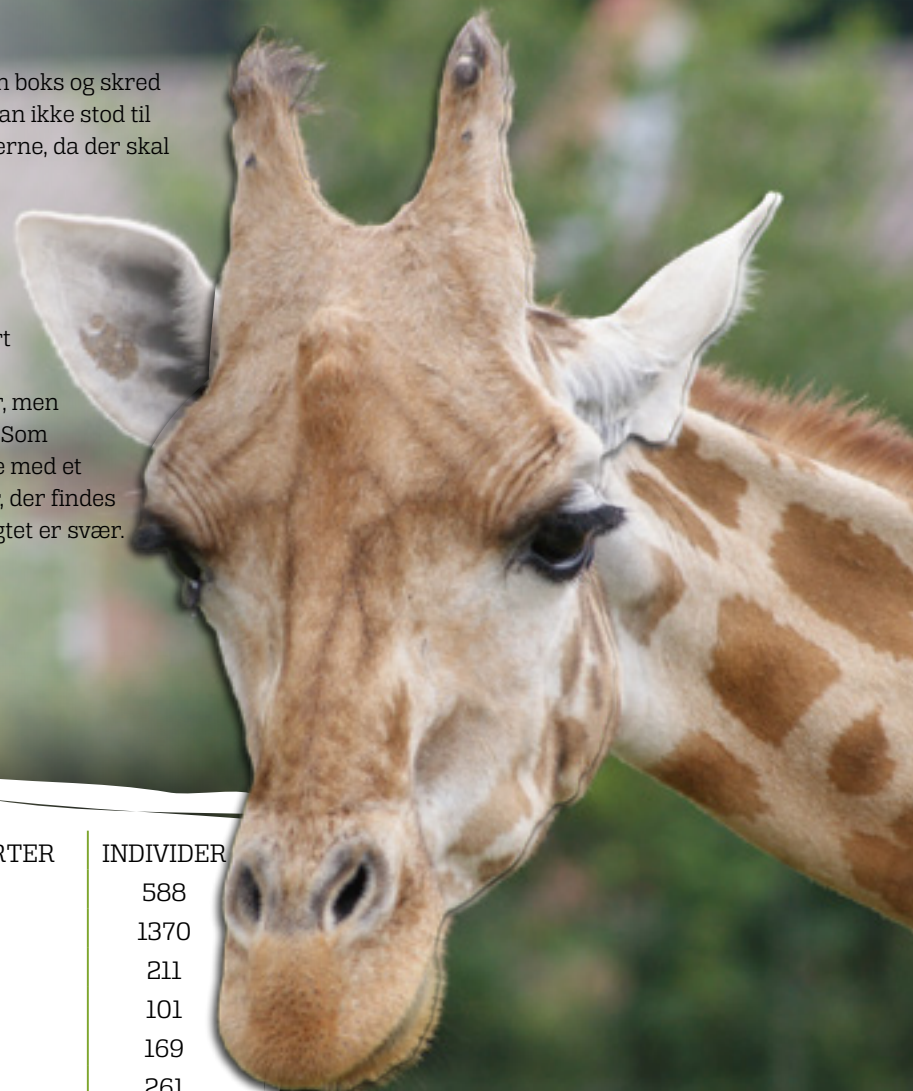 boks og skred
an ikke stod til
erne, da der skal
rt
, men
Som
med et
, der findes
gtet er svær.
RTER
INDIVIDER
588
1370
211
101
169
261